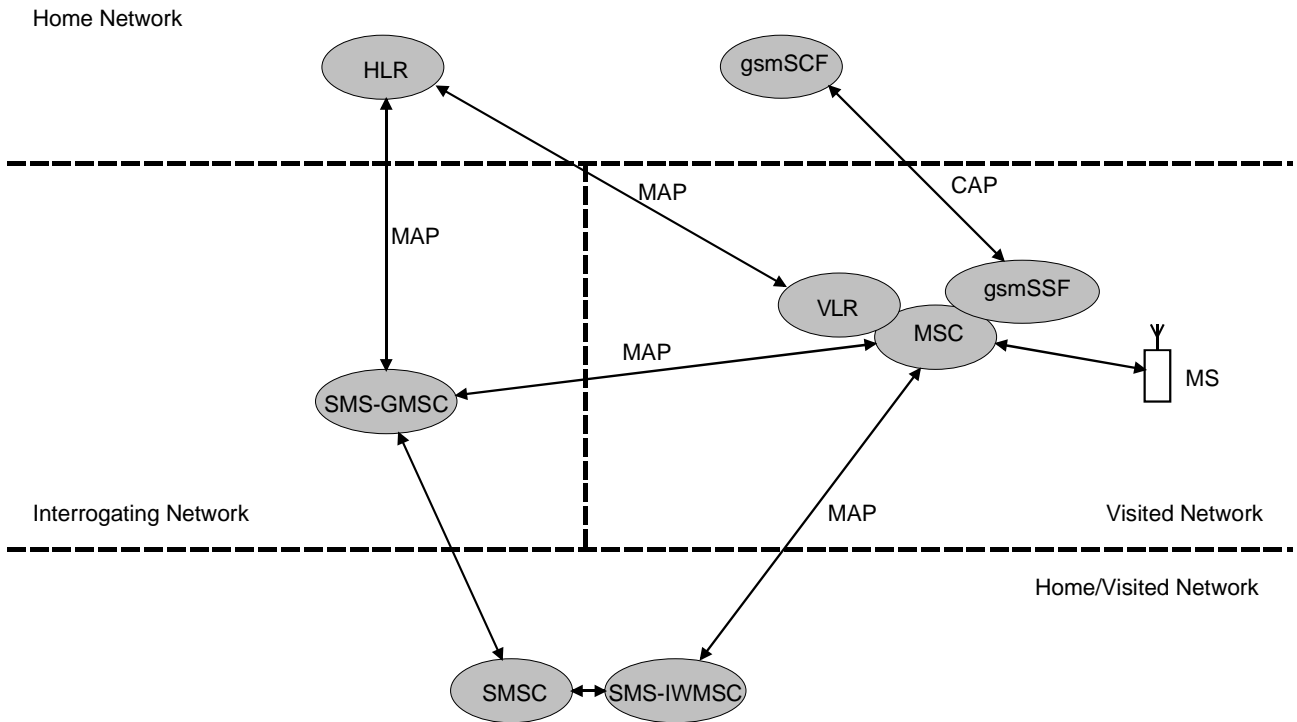 Home Network
HLR
gsmSCF
MAP
CAP
MAP
gsmSSF
VLR
MSC
MAP
MS
SMS-GMSC
Interrogating Network
MAP
Visited Network
Home/Visited Network
SMSC
SMS-IWMSC